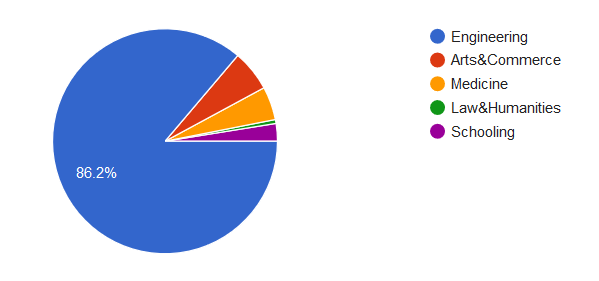 Engineering
Arts&Commerce
Medicine
Law&Humanities
Schooling
86.2%